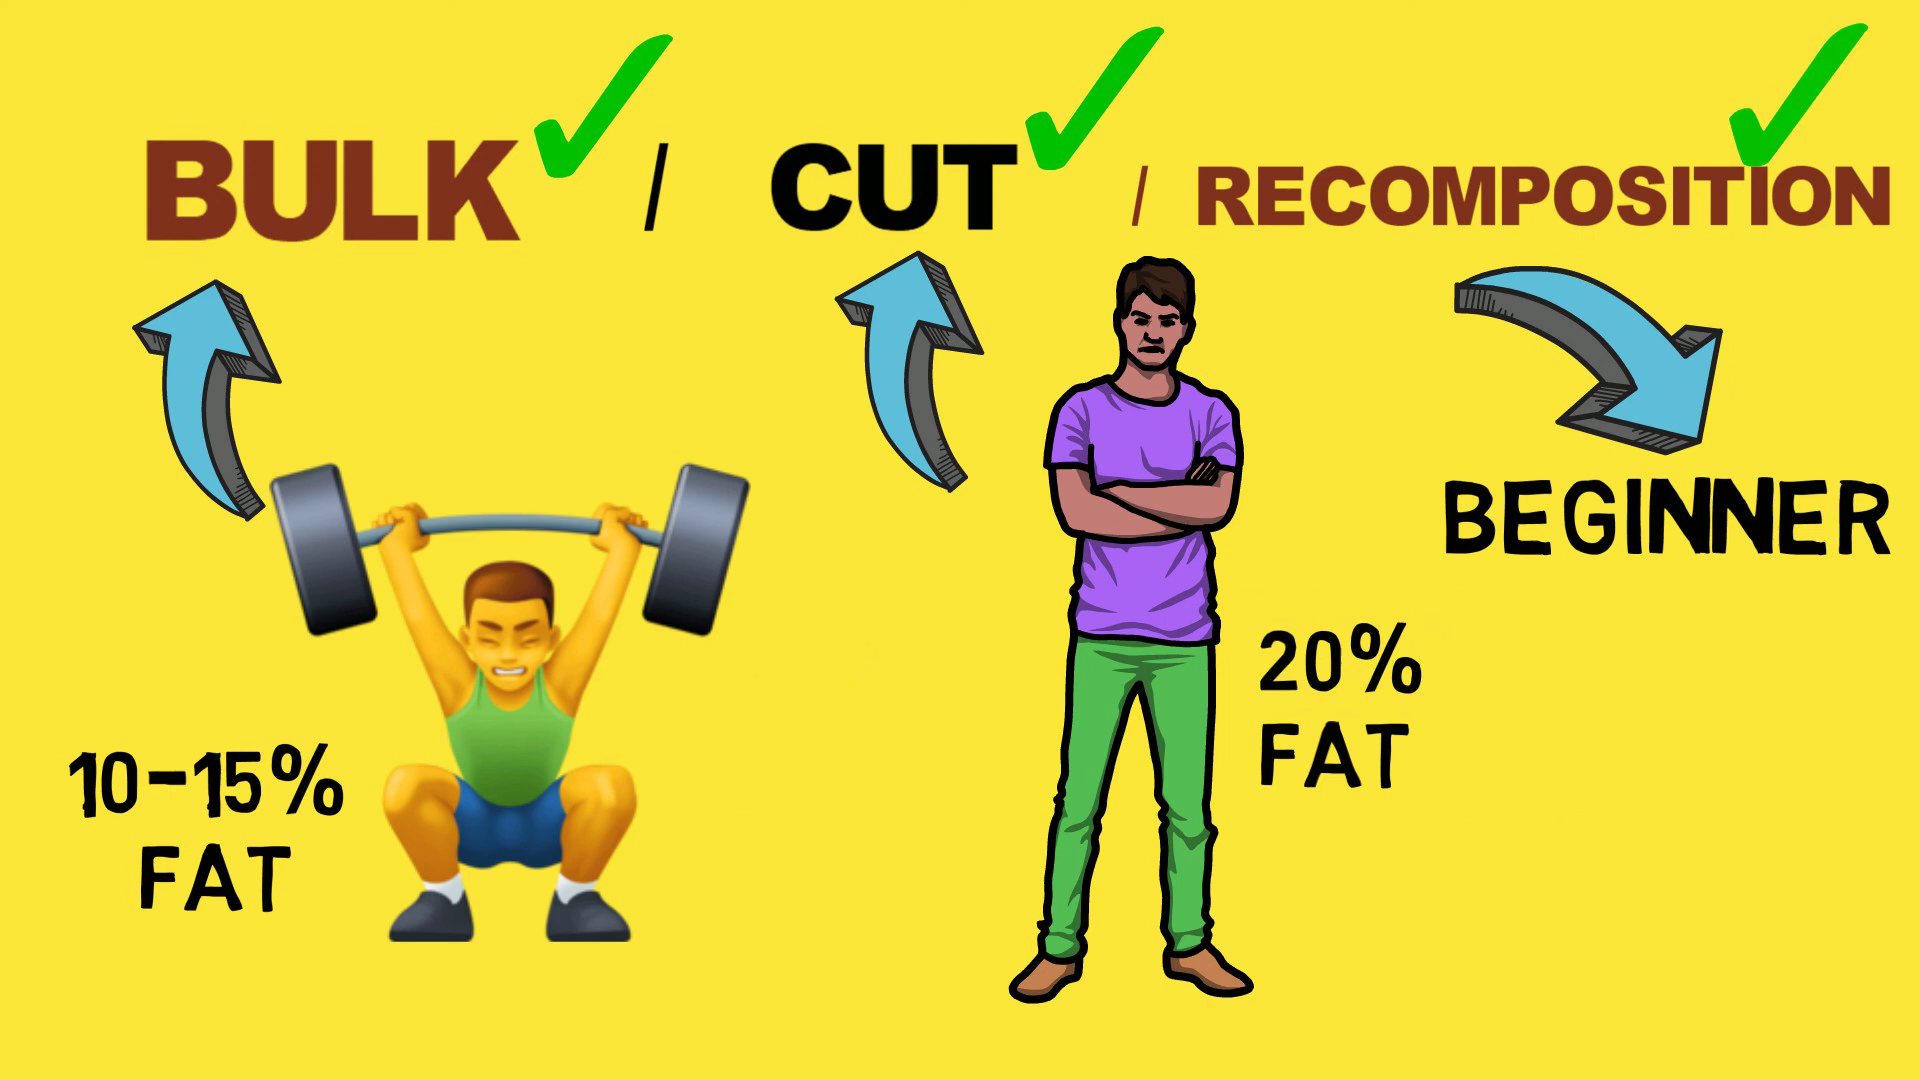 BULK / CUT / RECOMPOSITION
BEGINNER
20%
FAT
10-15%
FAT